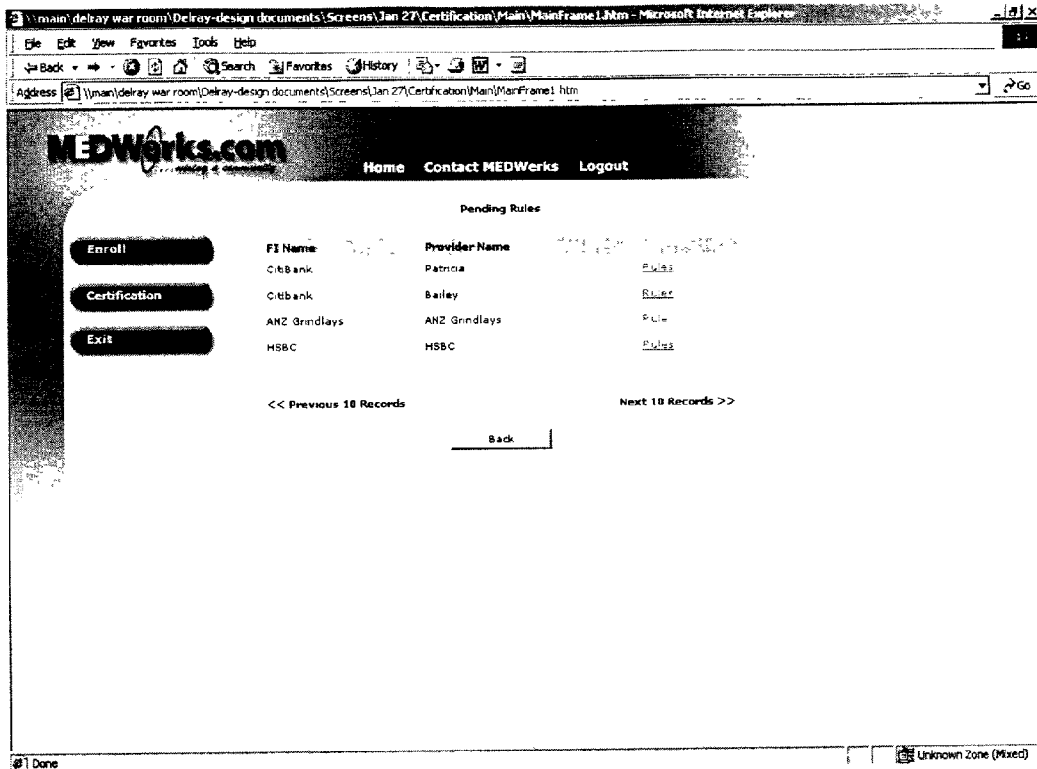 \\main\delray war room\Delray-design documents\Screens\Jan 27\Certification\Main\MainFrame1.htm - Microsoft Internet Explorer
File Edit View Favorites Tools Help
Back Search Favorites History
Address \\main\delray war room\Delray-design documents\Screens\Jan 27\Certification\Main\MainFrame1.htm Go
MEDWerks.com
Home Contact MEDWerks Logout
Pending Rules
Enroll
Certification
Exit
FI Name Provider Name
CitiBank Patricia Rules
Citibank Bailey Rules
ANZ Grindlays ANZ Grindlays Rule
HSBC HSBC Rules
<< Previous 10 Records Next 10 Records >>
Back
Done Unknown Zone (Mixed)